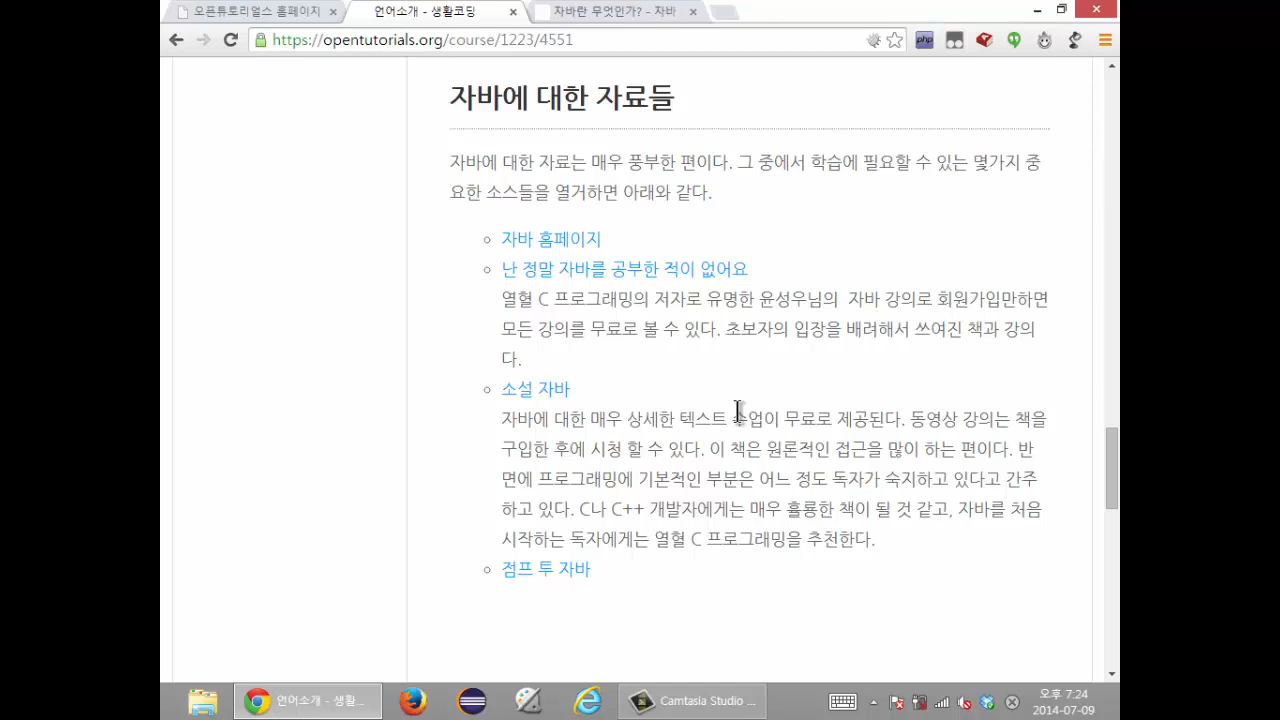 오픈튜토리얼스 홈페이지
언어소개 - 생활코딩
자바란 무엇인가? - 자바
https://opentutorials.org/course/1223/4551
php
자바에 대한 자료들
자바에 대한 자료는 매우 풍부한 편이다. 그 중에서 학습에 필요할 수 있는 몇가지 중
요한 소스들을 열거하면 아래와 같다.
자바 홈페이지
난 정말 자바를 공부한 적이 없어요
열혈 C 프로그래밍의 저자로 유명한 윤성우님의 자바 강의로 회원가입만하면
모든 강의를 무료로 볼 수 있다. 초보자의 입장을 배려해서 쓰여진 책과 강의
다.
소설 자바
자바에 대한 매우 상세한 텍스트 수업이 무료로 제공된다. 동영상 강의는 책을
구입한 후에 시청 할 수 있다. 이 책은 원론적인 접근을 많이 하는 편이다. 반
면에 프로그래밍에 기본적인 부분은 어느 정도 독자가 숙지하고 있다고 간주
하고 있다. C나 C++ 개발자에게는 매우 휼륭한 책이 될 것 같고, 자바를 처음
시작하는 독자에게는 열혈 C 프로그래밍을 추천한다.
점프 투 자바
언어소개 - 생활...
Camtasia Studio ...
오후 7:24
2014-07-09